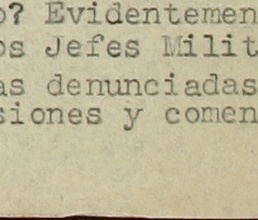 o? Evidentemen
os Jefes Milit
as denunciadas
siones y comen